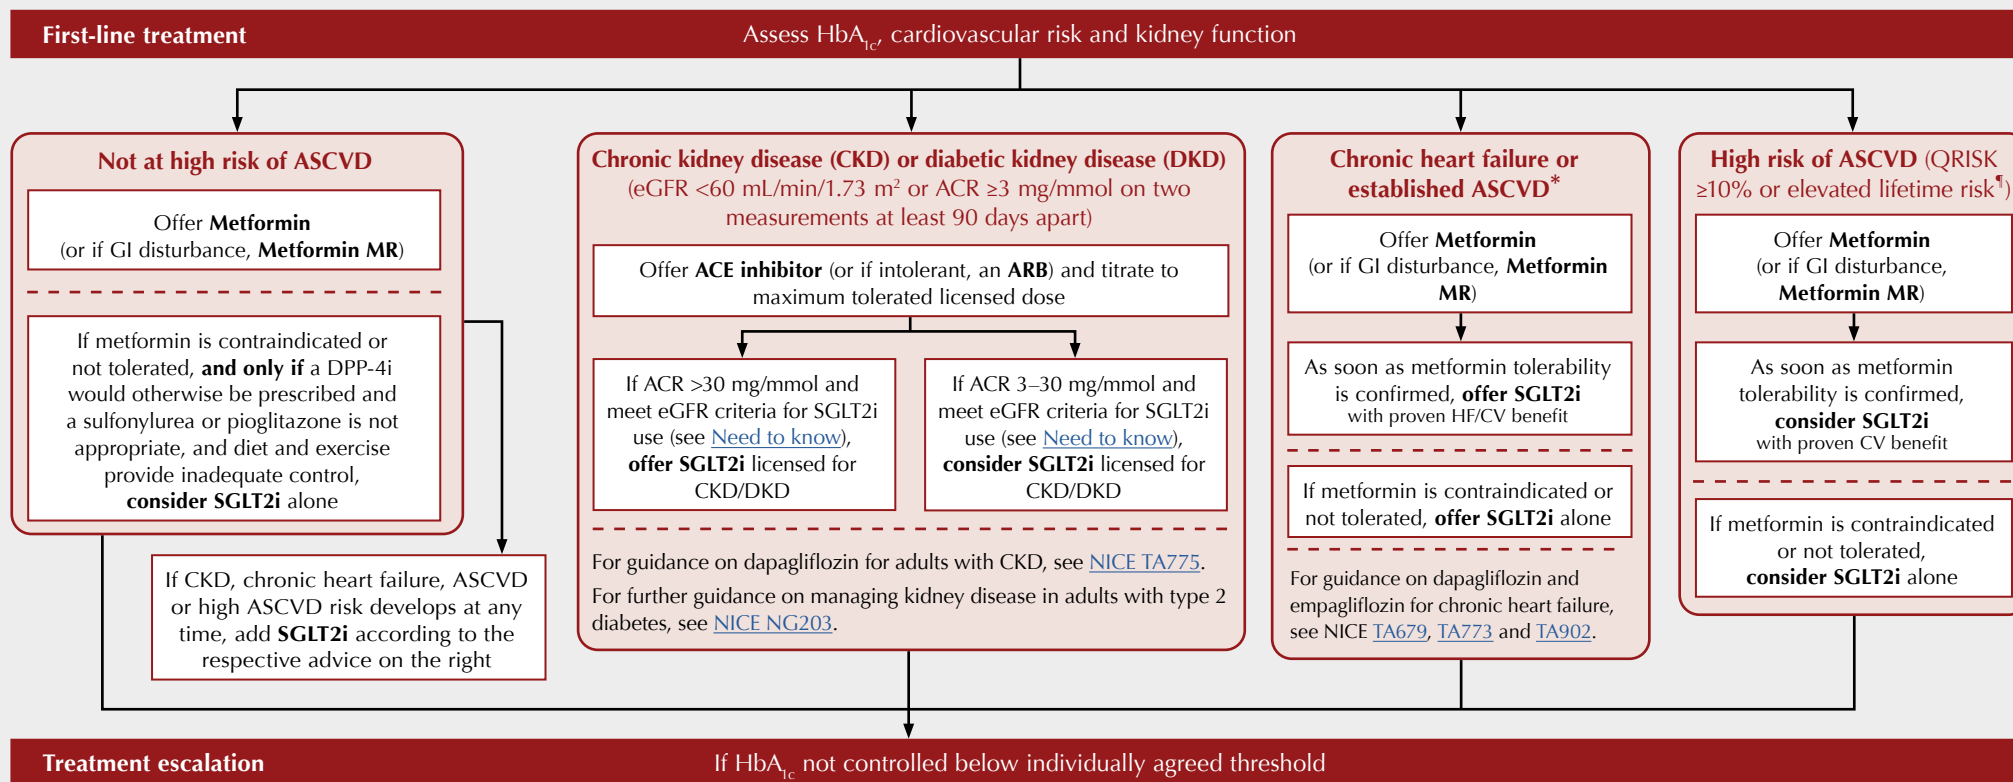 First-line treatment
Assess HbA1c, cardiovascular risk and kidney function
Not at high risk of ASCVD
Offer Metformin
(or if GI disturbance, Metformin MR)
If metformin is contraindicated or
not tolerated, and only if a DPP-4i
would otherwise be prescribed and
a sulfonylurea or pioglitazone is not
appropriate, and diet and exercise
provide inadequate control,
consider SGLT2i alone
If CKD, chronic heart failure, ASCVD
or high ASCVD risk develops at any
time, add SGLT2i according to the
respective advice on the right
Chronic kidney disease (CKD) or diabetic kidney disease (DKD)
(eGFR <60 mL/min/1.73 m² or ACR ≥3 mg/mmol on two
measurements at least 90 days apart)
Offer ACE inhibitor (or if intolerant, an ARB) and titrate to
maximum tolerated licensed dose
If ACR >30 mg/mmol and
meet eGFR criteria for SGLT2i
use (see Need to know),
offer SGLT2i licensed for
CKD/DKD
If ACR 3–30 mg/mmol and
meet eGFR criteria for SGLT2i
use (see Need to know),
consider SGLT2i licensed for
CKD/DKD
For guidance on dapagliflozin for adults with CKD, see NICE TA775.
For further guidance on managing kidney disease in adults with type 2
diabetes, see NICE NG203.
Chronic heart failure or
established ASCVD*
Offer Metformin
(or if GI disturbance, Metformin
MR)
As soon as metformin tolerability
is confirmed, offer SGLT2i
with proven HF/CV benefit
If metformin is contraindicated or
not tolerated, offer SGLT2i alone
For guidance on dapagliflozin and
empagliflozin for chronic heart failure,
see NICE TA679, TA773 and TA902.
High risk of ASCVD (QRISK
≥10% or elevated lifetime risk¶)
Offer Metformin
(or if GI disturbance,
Metformin MR)
As soon as metformin
tolerability is confirmed,
consider SGLT2i
with proven CV benefit
If metformin is contraindicated
or not tolerated,
consider SGLT2i alone
Treatment escalation
If HbA1c not controlled below individually agreed threshold